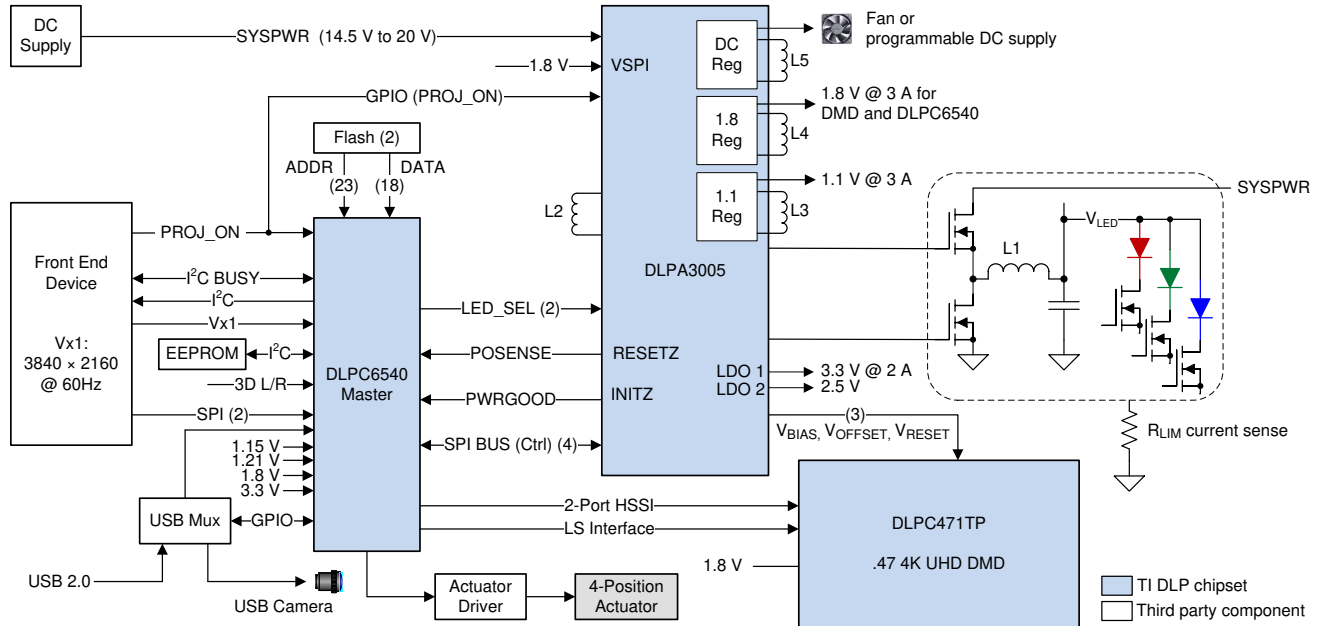 DC
Supply
SYSPWR (14.5 V to 20 V)
1.8 V
VSPI
GPIO (PROJ_ON)
DC
Reg
L5
Fan or
programmable DC supply
1.8
Reg
L4
1.8 V @ 3 A for
DMD and DLPC6540
1.1
Reg
L3
1.1 V @ 3 A
Flash (2)
ADDR
(23)
DATA
(18)
L2
DLPA3005
SYSPWR
V_LED
L1
Front End
Device
Vx1:
3840 × 2160
@ 60Hz
PROJ_ON
I²C BUSY
I²C
Vx1
EEPROM
I²C
3D L/R
SPI (2)
1.15 V
1.21 V
1.8 V
3.3 V
DLPC6540
Master
LED_SEL (2)
POSENSE
RESETZ
PWRGOOD
INITZ
SPI BUS (Ctrl) (4)
LDO 1
3.3 V @ 2 A
LDO 2
2.5 V
(3)
V_BIAS, V_OFFSET, V_RESET
R_LIM current sense
USB Mux
GPIO
USB 2.0
USB Camera
2-Port HSSI
LS Interface
Actuator
Driver
4-Position
Actuator
1.8 V
DLPC471TP
.47 4K UHD DMD
TI DLP chipset
Third party component